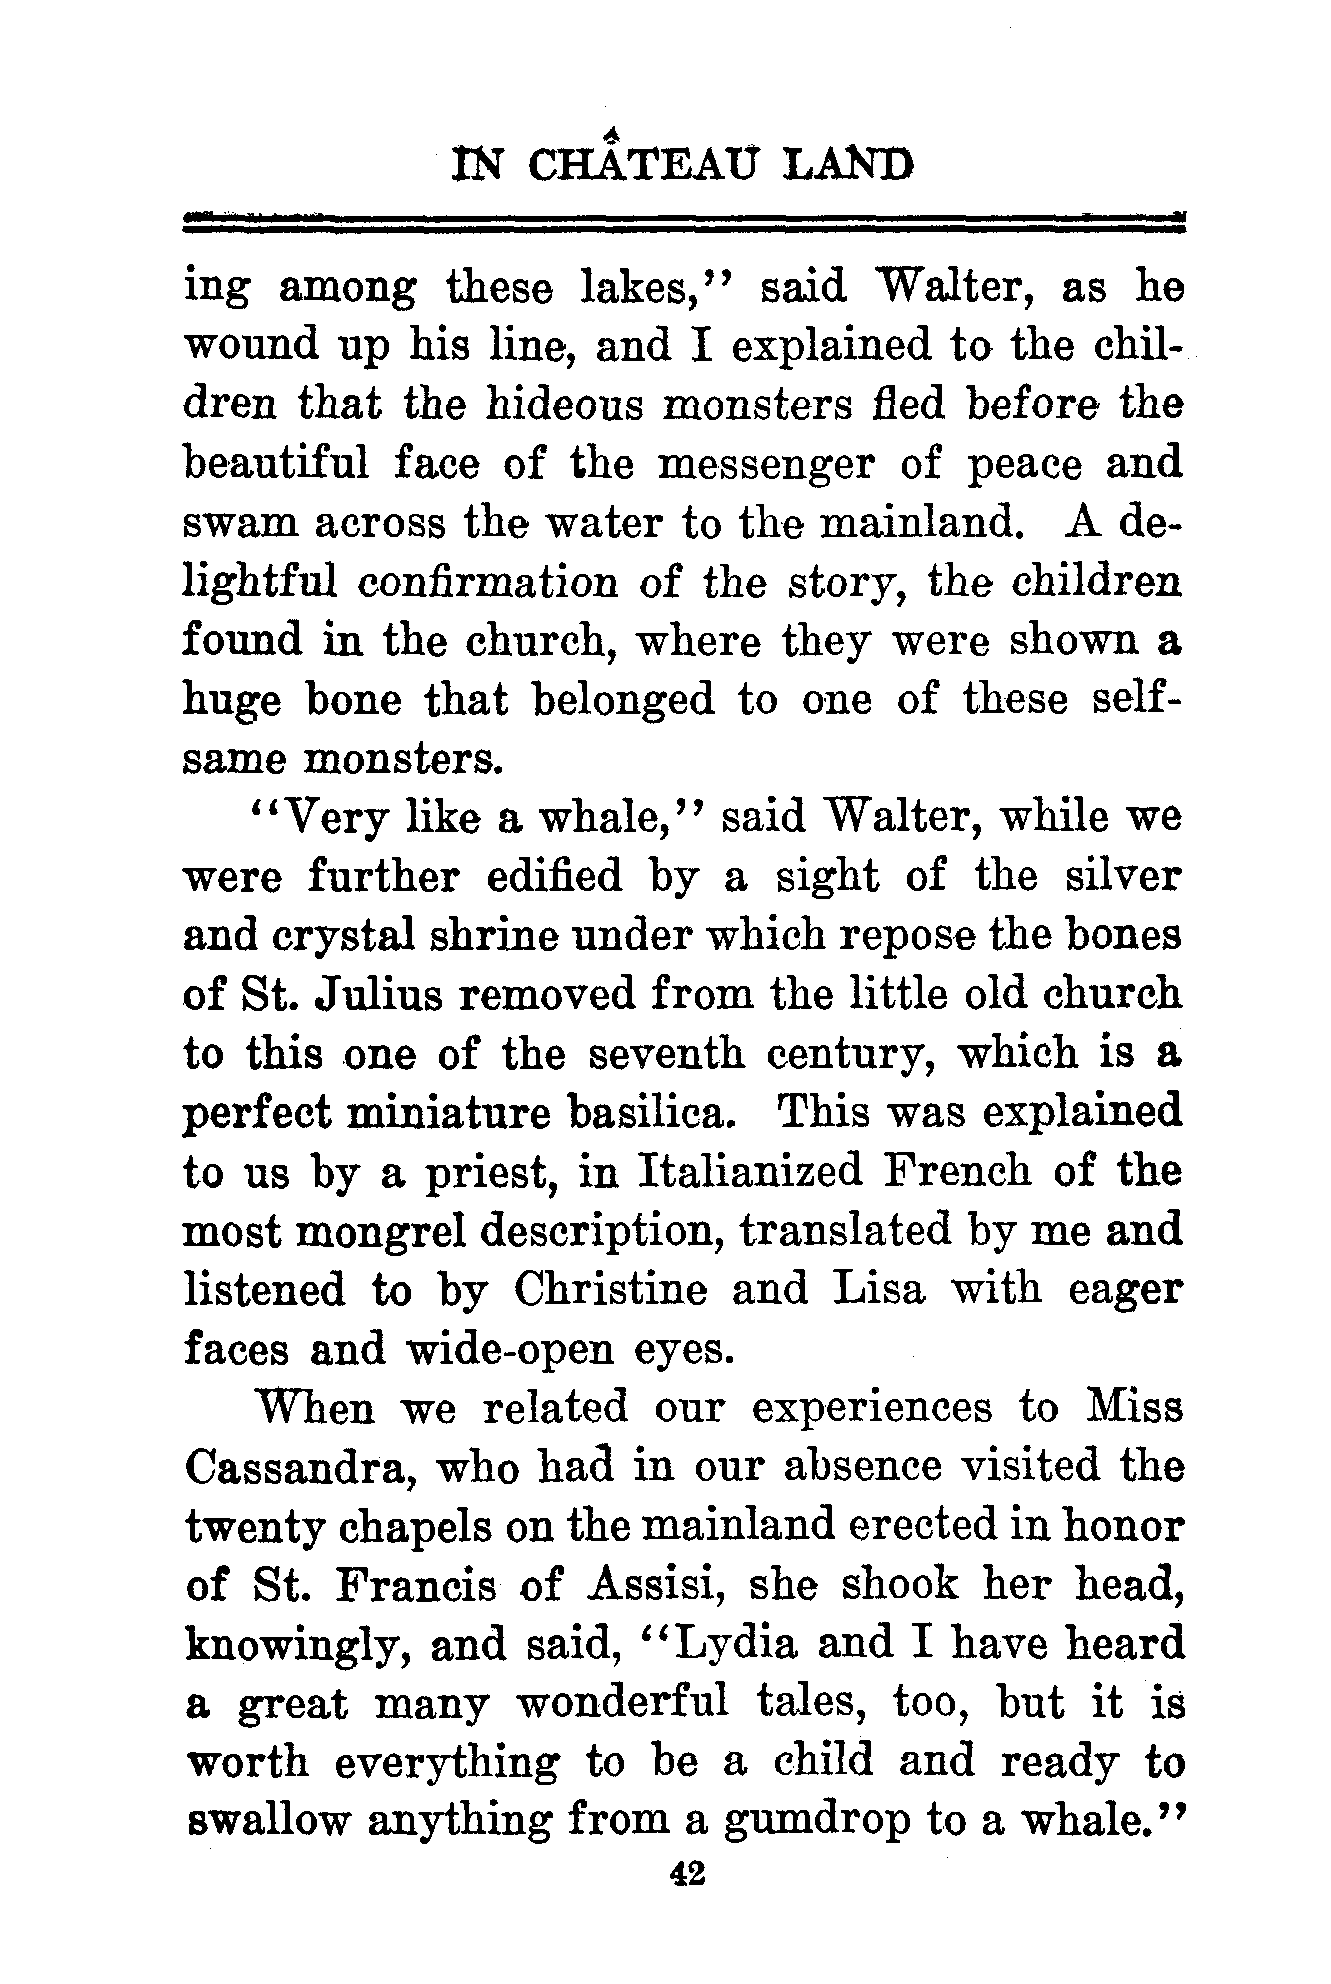 IN CHÂTEAU LAND
ing among these lakes,'' said Walter, as he
wound up his line, and I explained to the chil-
dren that the hideous monsters fled before the
beautiful face of the messenger of peace and
swam across the water to the mainland. A de-
lightful confirmation of the story, the children
found in the church, where they were shown a
huge bone that belonged to one of these self-
same monsters.
‘‘Very like a whale,’’ said Walter, while we
were further edified by a sight of the silver
and crystal shrine under which repose the bones
of St. Julius removed from the little old church
to this one of the seventh century, which is a
perfect miniature basilica. This was explained
to us by a priest, in Italianized French of the
most mongrel description, translated by me and
listened to by Christine and Lisa with eager
faces and wide-open eyes.
When we related our experiences to Miss
Cassandra, who had in our absence visited the
twenty chapels on the mainland erected in honor
of St. Francis of Assisi, she shook her head,
knowingly, and said, ‘‘Lydia and I have heard
a great many wonderful tales, too, but it is
worth everything to be a child and ready to
swallow anything from a gumdrop to a whale.’’
42